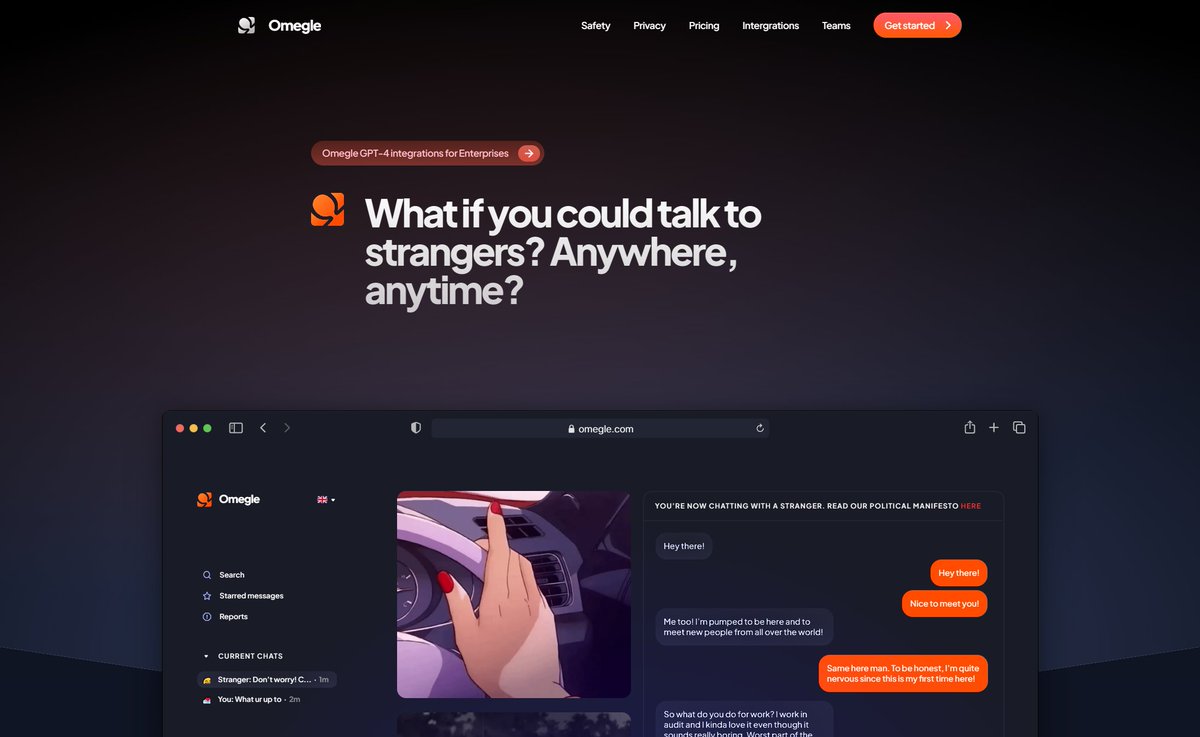 Omegle
Safety
Privacy
Pricing
Intergrations
Teams
Get started
Omegle GPT-4 integrations for Enterprises
What if you could talk to
strangers? Anywhere,
anytime?
omegle.com
Omegle
Search
Starred messages
Reports
CURRENT CHATS
Stranger: Don't worry! C... · 1m
You: What ur up to · 2m
YOU'RE NOW CHATTING WITH A STRANGER. READ OUR POLITICAL MANIFESTO HERE
Hey there!
Hey there!
Nice to meet you!
Me too! I'm pumped to be here and to
meet new people from all over the world!
Same here man. To be honest, I'm quite
nervous since this is my first time here!
So what do you do for work? I work in
audit and I kinda love it even though it
sounds really boring. Worst part of the